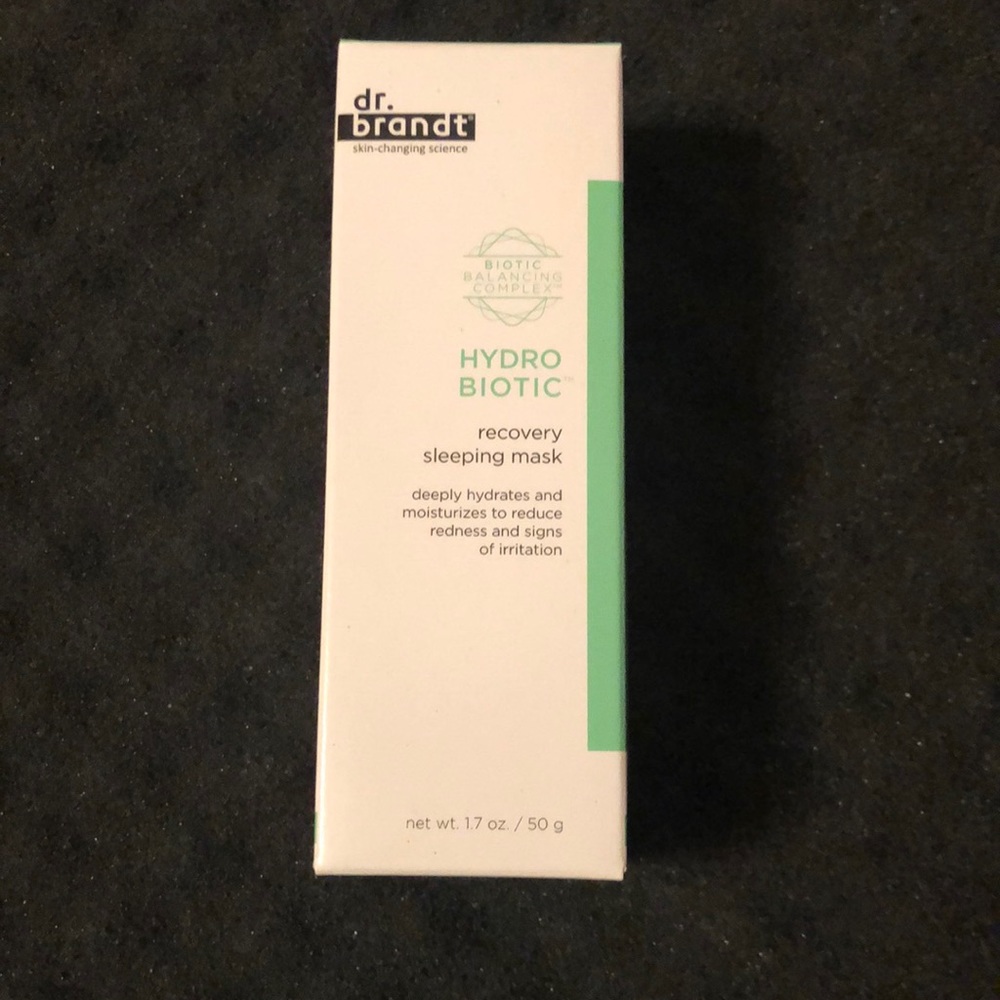 dr.
brandt®
skin-changing science
BIOTIC
BALANCING
COMPLEX™
HYDRO
BIOTIC™
recovery
sleeping mask
deeply hydrates and
moisturizes to reduce
redness and signs
of irritation
net wt. 1.7 oz. / 50 g